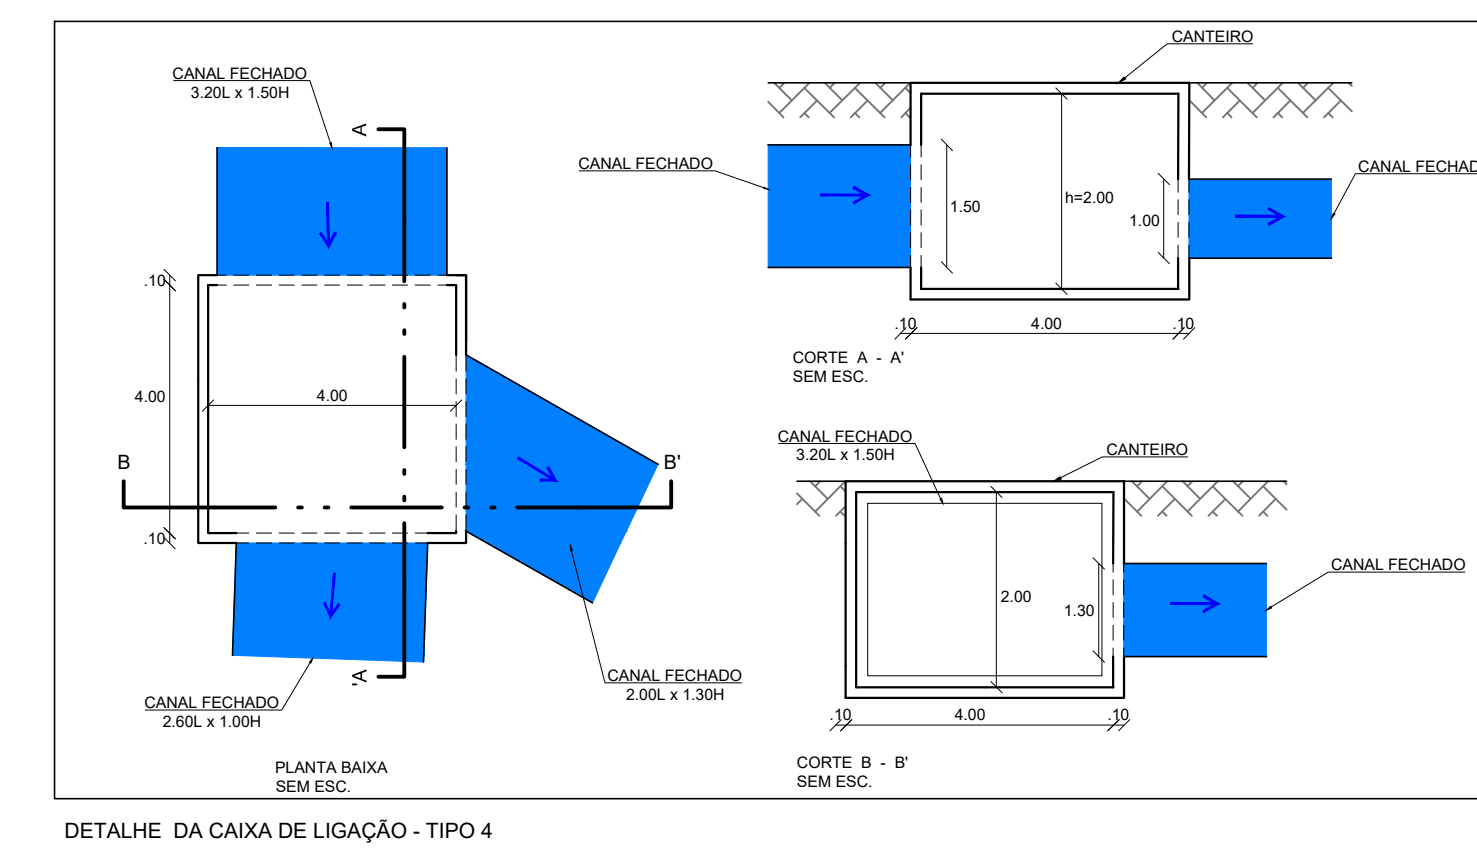 CANAL FECHADO
3.20L x 1.50H
A
.10
4.00
4.00
B
B'
.10
A'
CANAL FECHADO
2.60L x 1.00H
CANAL FECHADO
2.00L x 1.30H
PLANTA BAIXA
SEM ESC.
CANTEIRO
CANAL FECHADO
CANAL FECHAD
1.50
h=2.00
1.00
.10
4.00
.10
CORTE A - A'
SEM ESC.
CANAL FECHADO
3.20L x 1.50H
CANTEIRO
CANAL FECHADO
2.00
1.30
.10
4.00
.10
CORTE B - B'
SEM ESC.
DETALHE DA CAIXA DE LIGAÇÃO - TIPO 4